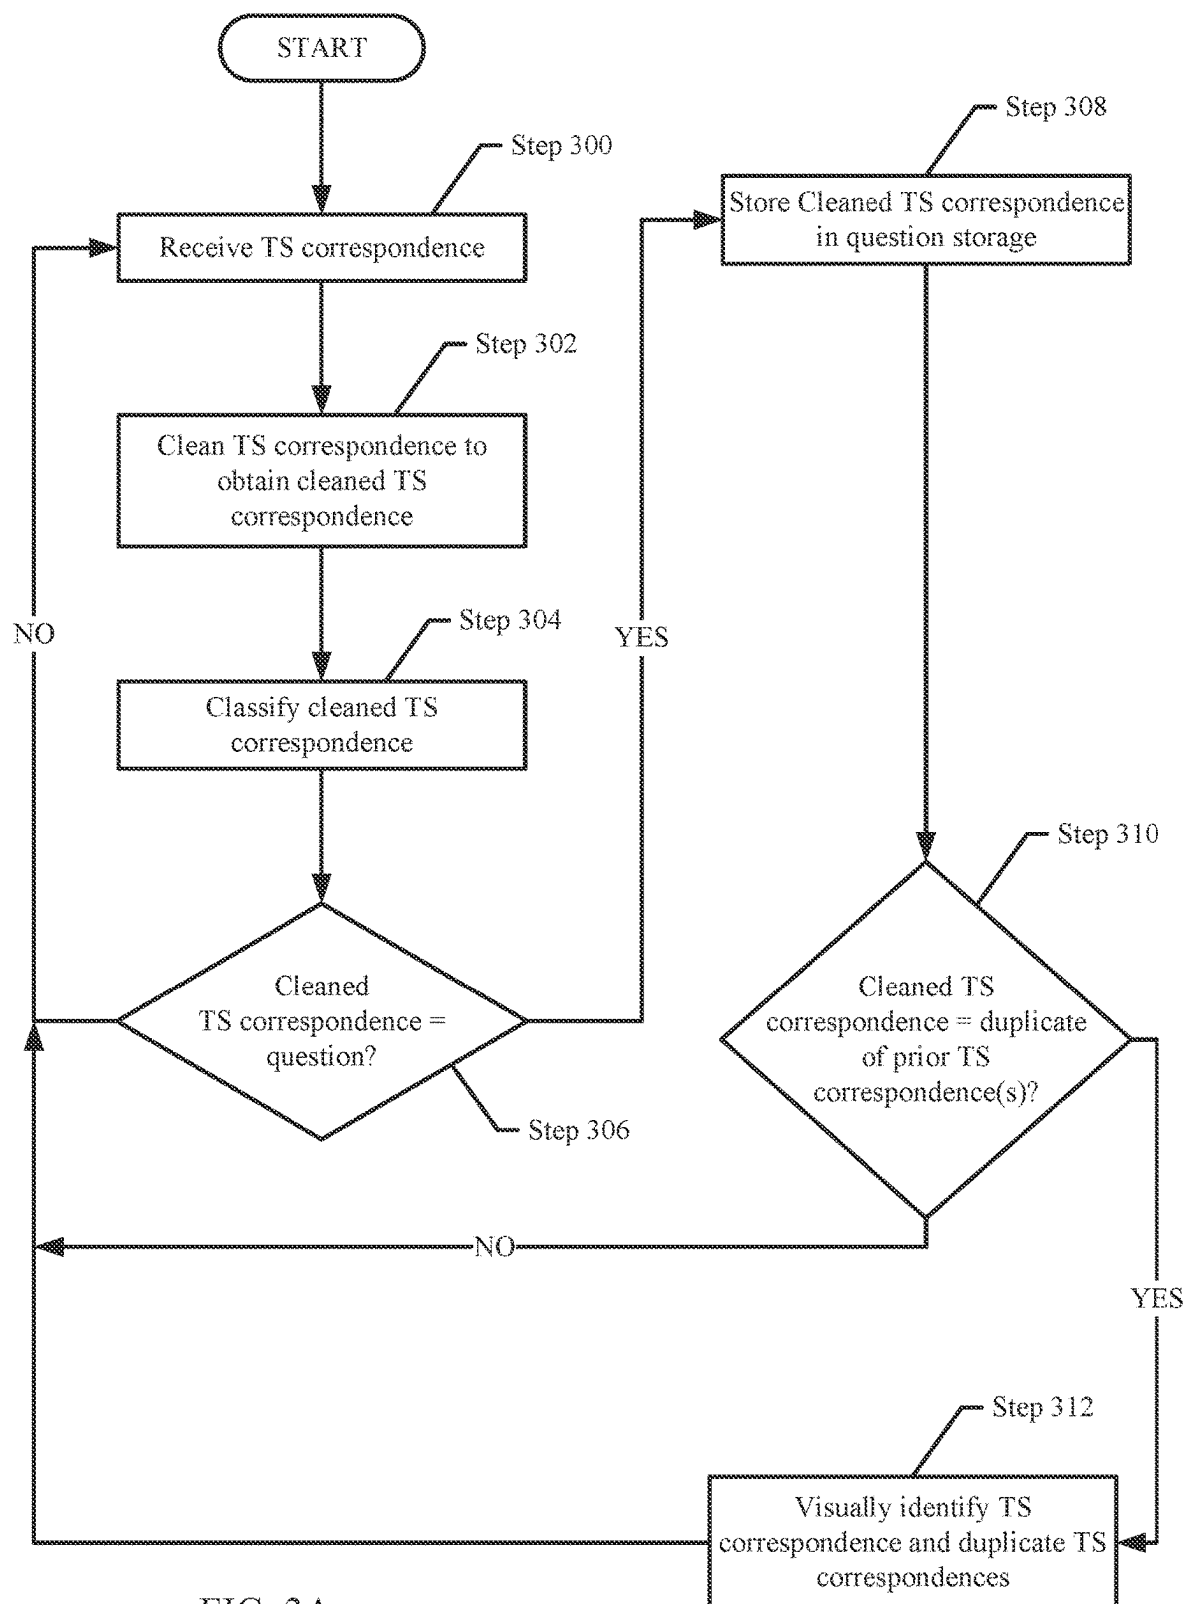 START
Step 300
Receive TS correspondence
Step 302
Clean TS correspondence to
obtain cleaned TS
correspondence
Step 304
Classify cleaned TS
correspondence
NO
YES
Cleaned
TS correspondence =
question?
Step 306
Step 308
Store Cleaned TS correspondence
in question storage
Step 310
Cleaned TS
correspondence = duplicate
of prior TS
correspondence(s)?
NO
YES
Step 312
Visually identify TS
correspondence and duplicate TS
correspondences